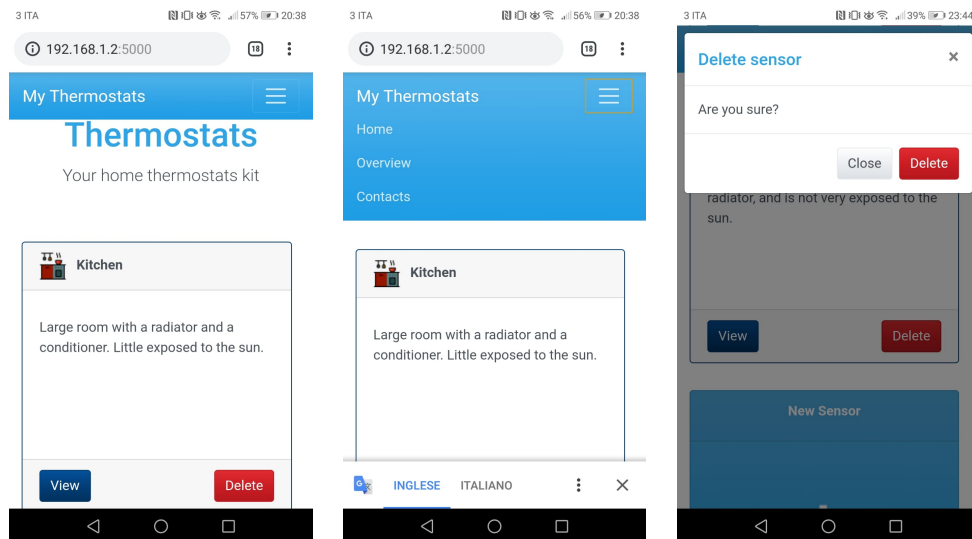 3 ITA 57% 20:38
192.168.1.2:5000 18
My Thermostats
Thermostats
Your home thermostats kit
Kitchen
Large room with a radiator and a
conditioner. Little exposed to the sun.
View Delete
3 ITA 56% 20:38
192.168.1.2:5000 18
My Thermostats
Home
Overview
Contacts
Kitchen
Large room with a radiator and a
conditioner. Little exposed to the sun.
INGLESE ITALIANO
3 ITA 39% 23:44
Delete sensor ×
Are you sure?
Close Delete
radiator, and is not very exposed to the
sun.
View Delete
New Sensor